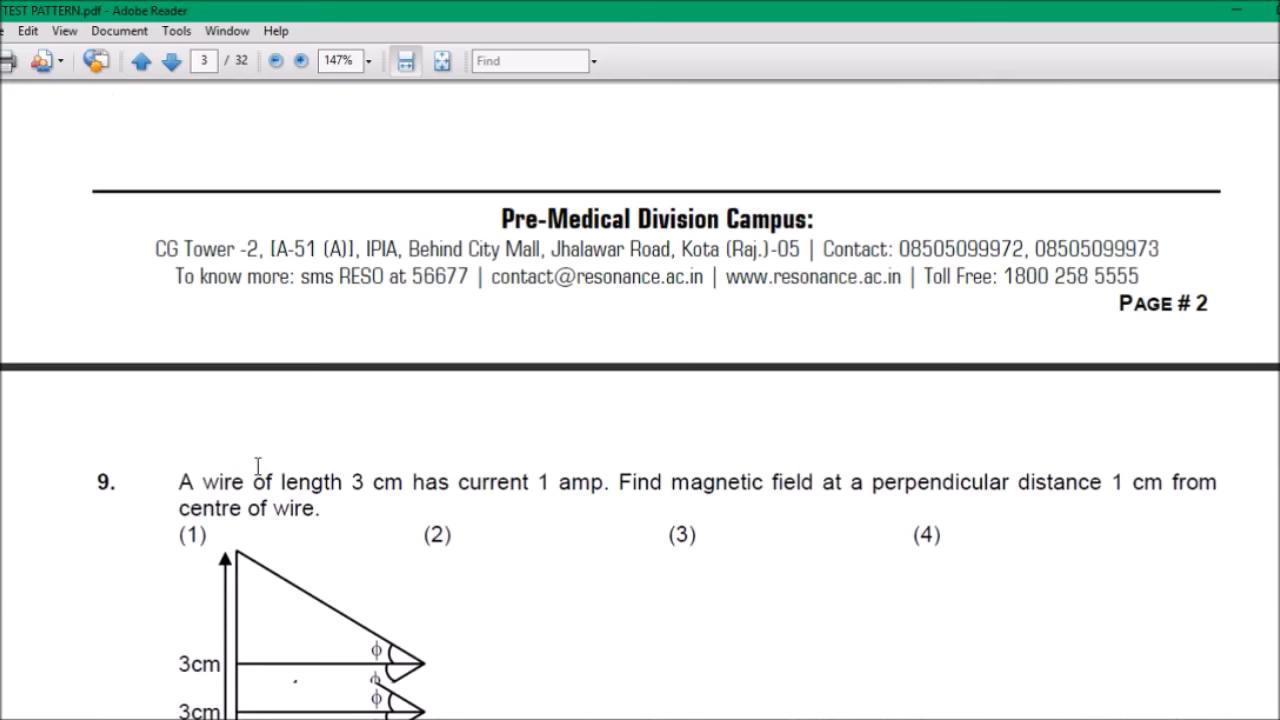 TEST PATTERN.pdf - Adobe Reader
Edit View Document Tools Window Help
3 / 32 147% Find
Pre-Medical Division Campus:
CG Tower -2, [A-51 (A)], IPIA, Behind City Mall, Jhalawar Road, Kota (Raj.)-05 | Contact: 08505099972, 08505099973
To know more: sms RESO at 56677 | contact@resonance.ac.in | www.resonance.ac.in | Toll Free: 1800 258 5555
PAGE # 2
9. A wire of length 3 cm has current 1 amp. Find magnetic field at a perpendicular distance 1 cm from
centre of wire.
(1) (2) (3) (4)
ϕ
3cm
ϕ
ϕ
3cm